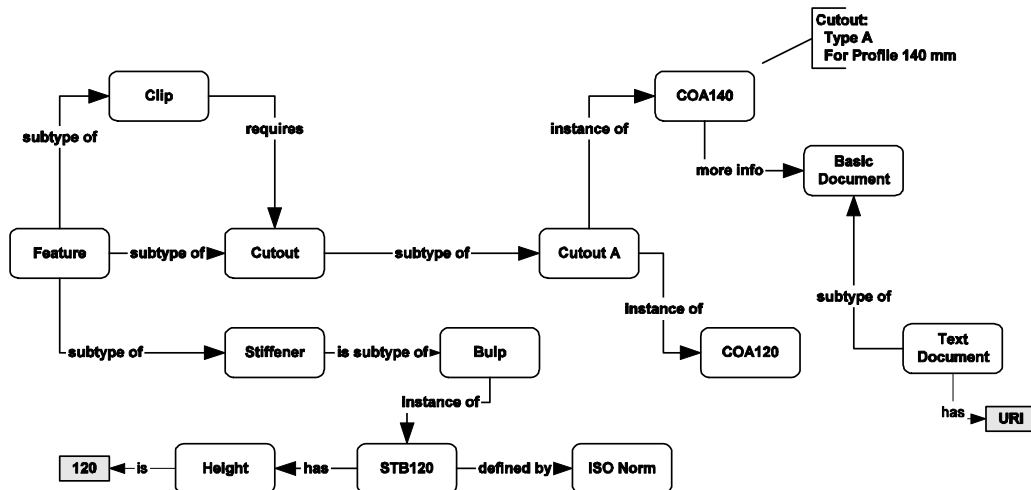 Cutout:
Type A
For Profile 140 mm
Clip
COA140
subtype of
requires
instance of
more info
Basic
Document
Feature
subtype of
Cutout
subtype of
Cutout A
subtype of
instance of
subtype of
Stiffener
is subtype of
Bulp
COA120
Text
Document
instance of
has
URI
120
is
Height
has
STB120
defined by
ISO Norm